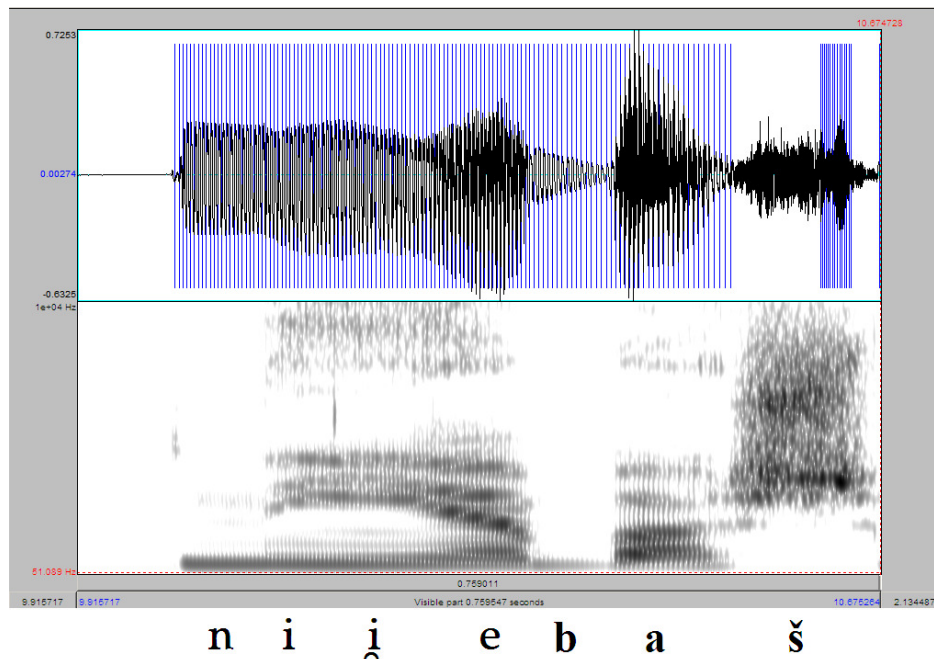 10.674728
0.7253
0.00274
-0.6325
1e+04 Hz
51.089 Hz
0.759011
9.915717 9.915717 Visible part 0.759547 seconds 10.675264 2.134487
n i i̯ e b a š